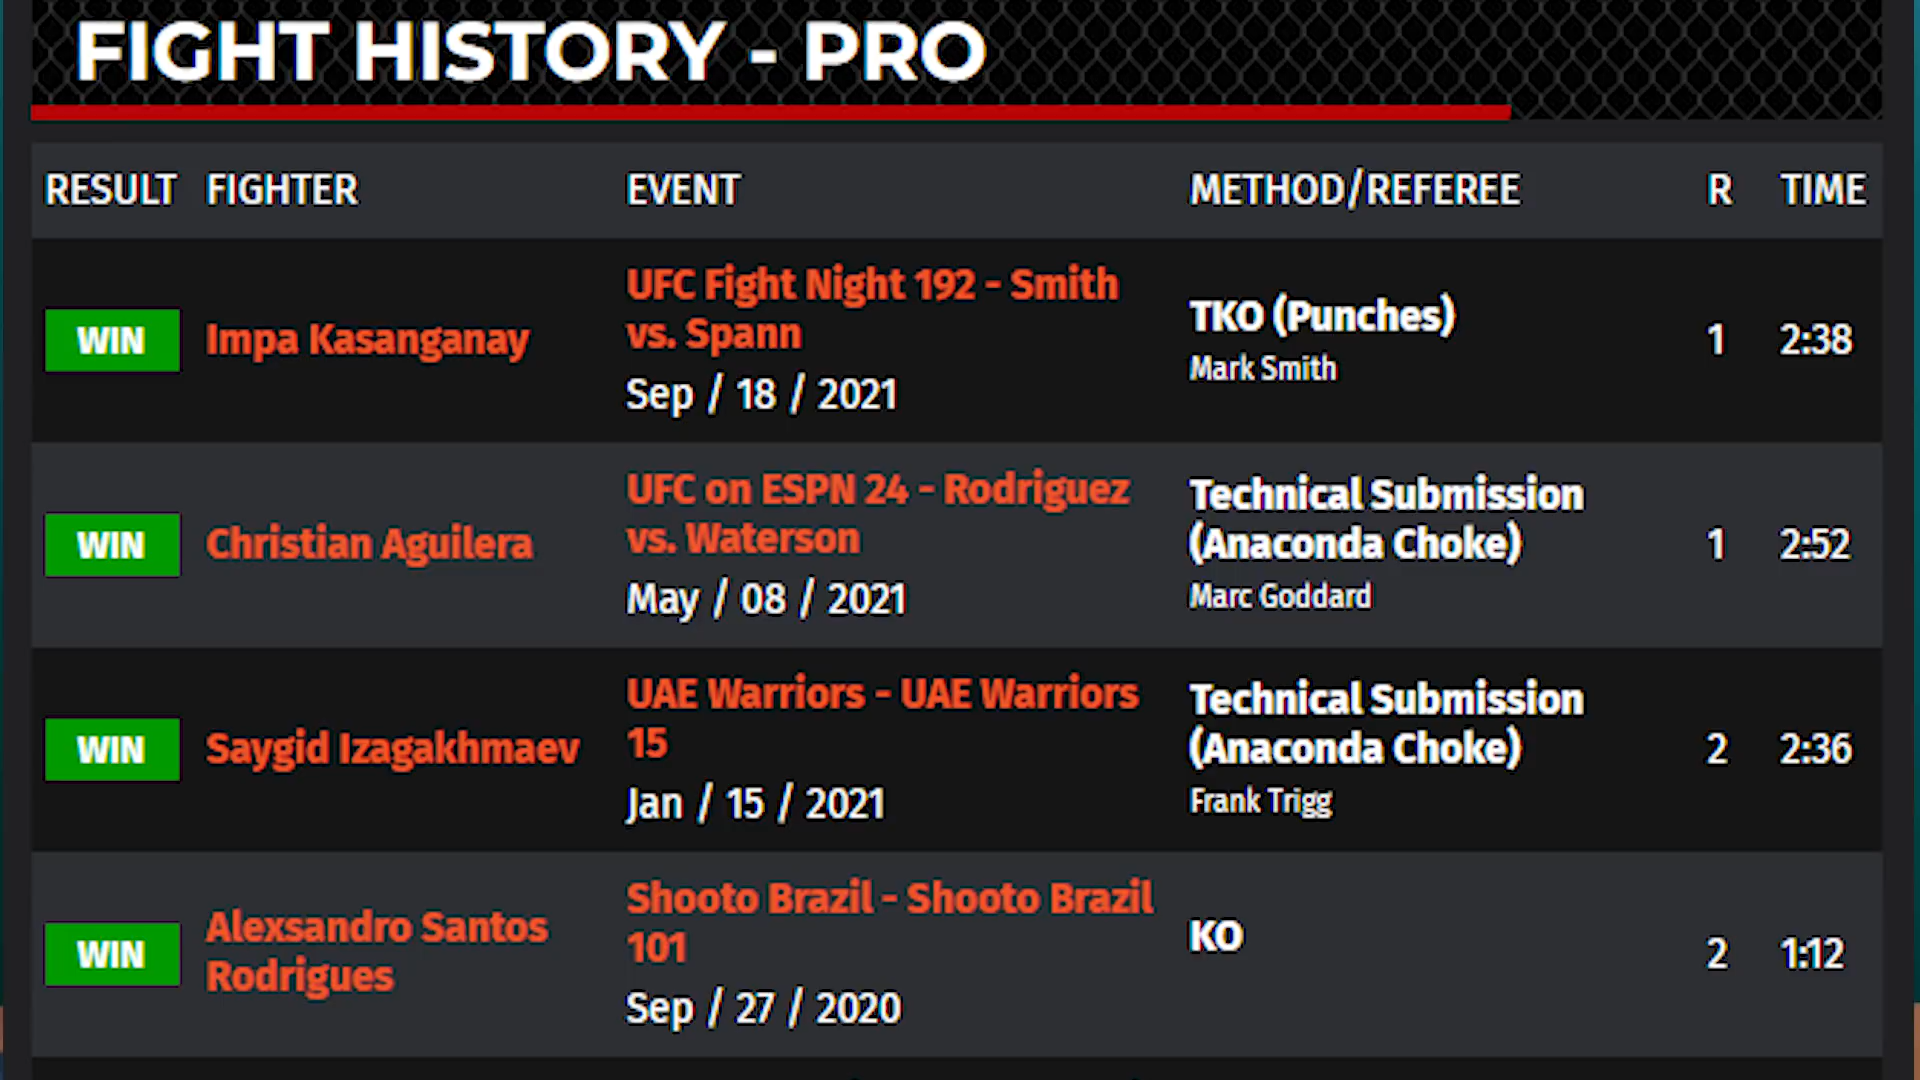 FIGHT HISTORY - PRO
RESULT FIGHTER EVENT METHOD/REFEREE R TIME
WIN
Impa Kasanganay
UFC Fight Night 192 - Smith
vs. Spann
Sep / 18 / 2021
TKO (Punches)
Mark Smith
1
2:38
WIN
Christian Aguilera
UFC on ESPN 24 - Rodriguez
vs. Waterson
May / 08 / 2021
Technical Submission
(Anaconda Choke)
Marc Goddard
1
2:52
WIN
Saygid Izagakhmaev
UAE Warriors - UAE Warriors
15
Jan / 15 / 2021
Technical Submission
(Anaconda Choke)
Frank Trigg
2
2:36
WIN
Alexsandro Santos
Rodrigues
Shooto Brazil - Shooto Brazil
101
Sep / 27 / 2020
KO
2
1:12